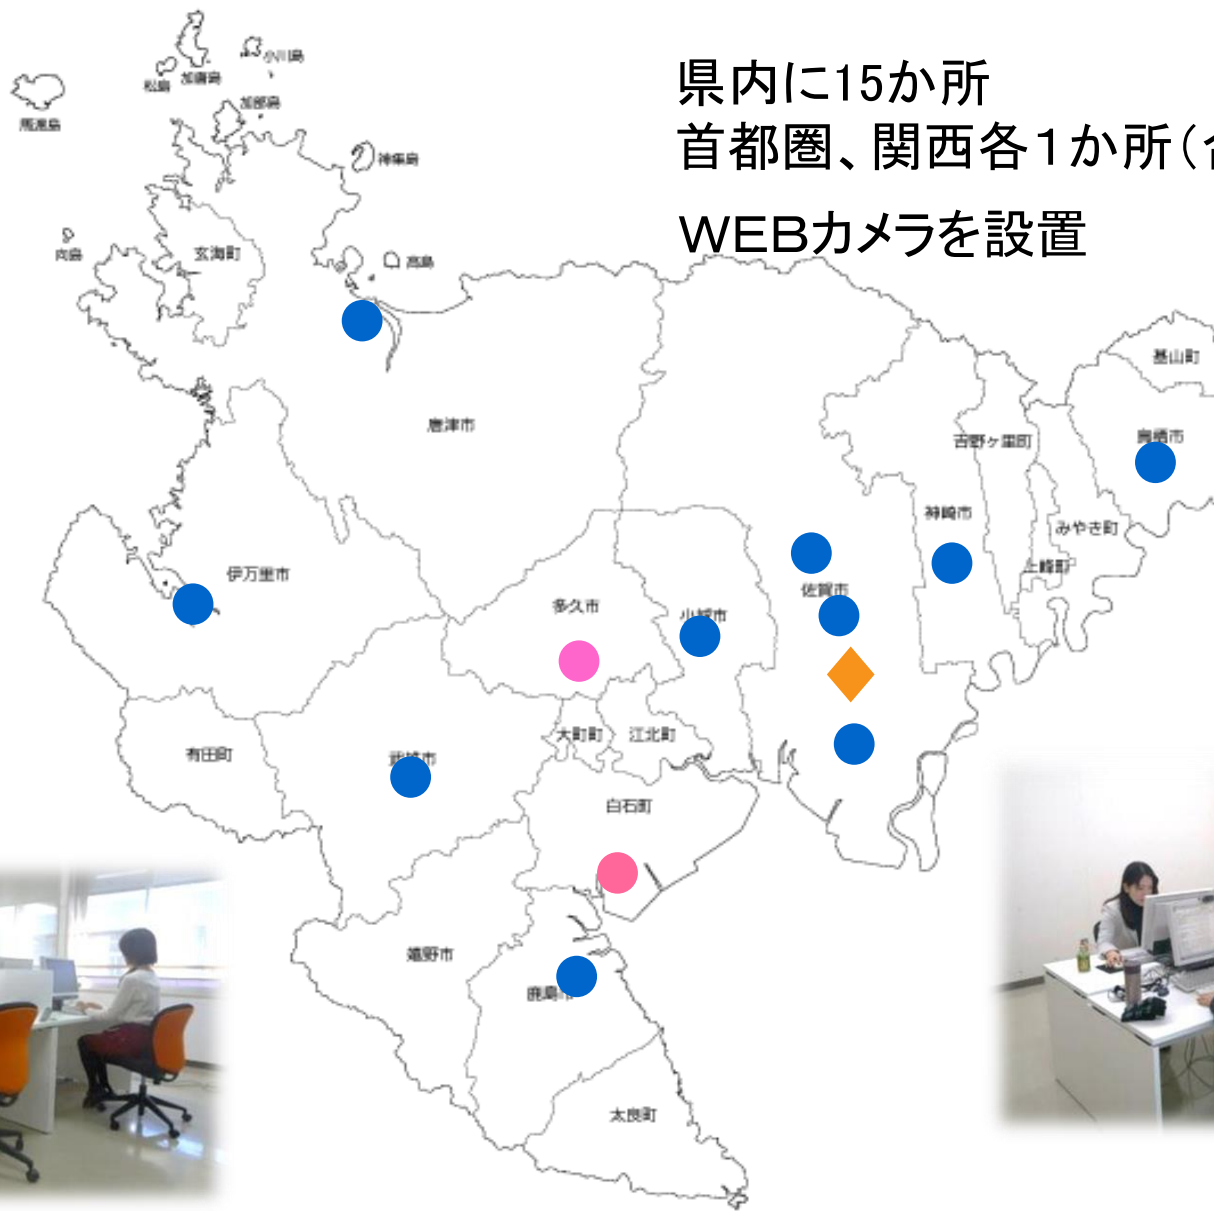 県内に15か所
首都圏、関西各１か所（
ＷＥＢカメラを設置
小川島
加唐島
松島
加部島
馬渡島
神集島
玄海町
向島
高島
基山町
唐津市
鳥栖市
吉野ヶ里町
神埼市
みやき町
上峰町
伊万里市
佐賀市
多久市
小城市
大町町
江北町
有田町
武雄市
白石町
嬉野市
鹿島市
太良町